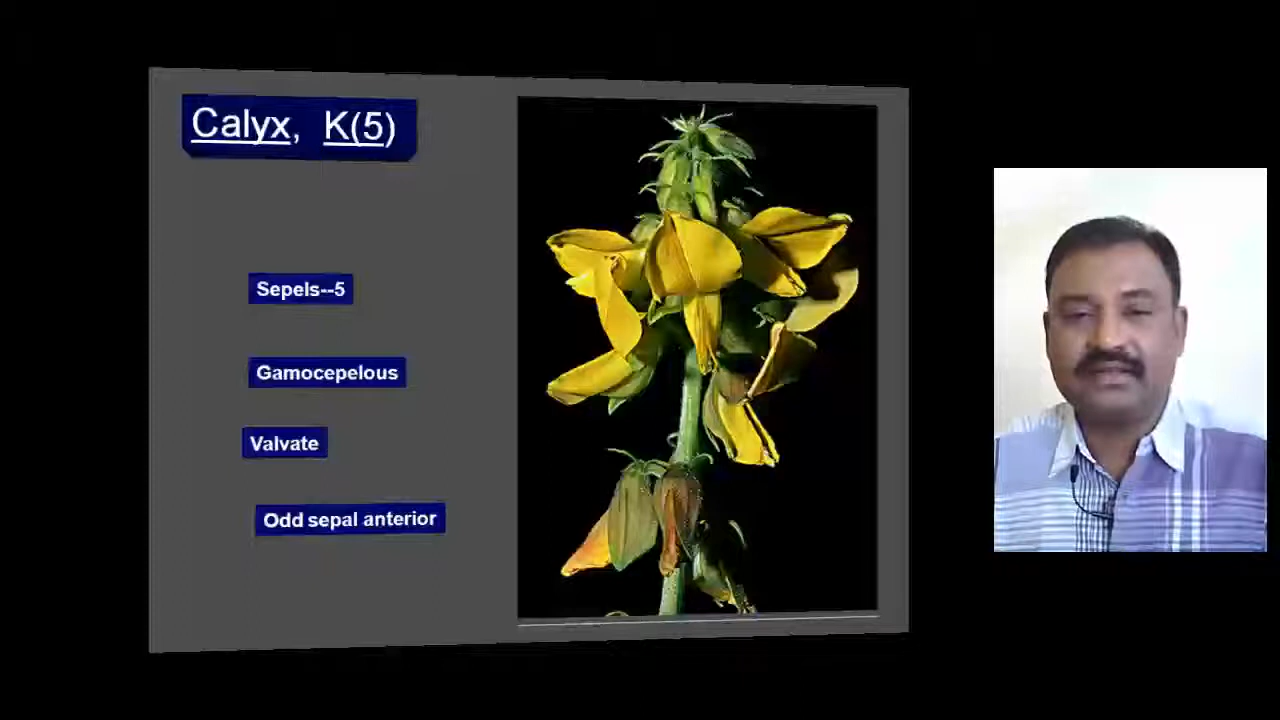 Calyx, K(5)
Sepels--5
Gamocepelous
Valvate
Odd sepal anterior